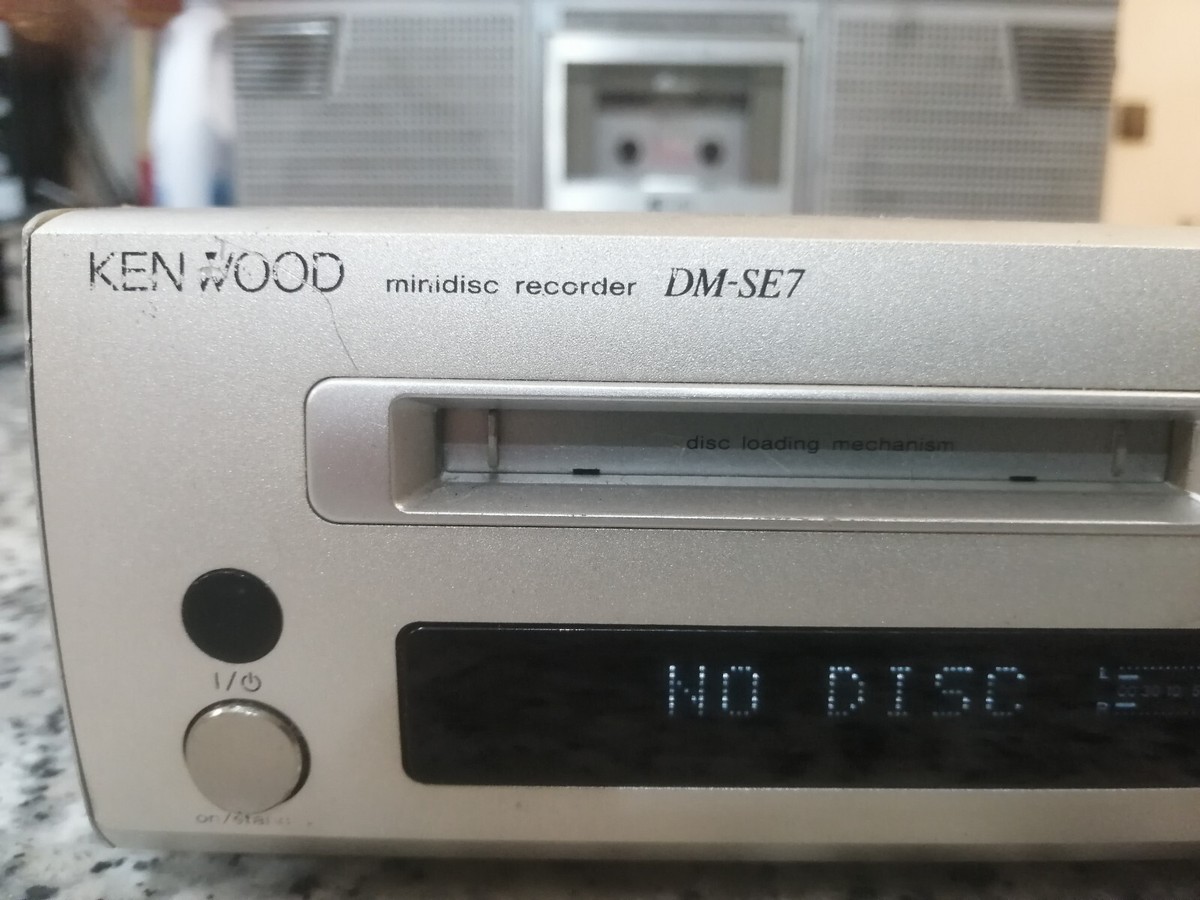 KENWOOD minidisc recorder DM-SE7
disc loading mechanism
I/⏻
NO DISC L
R